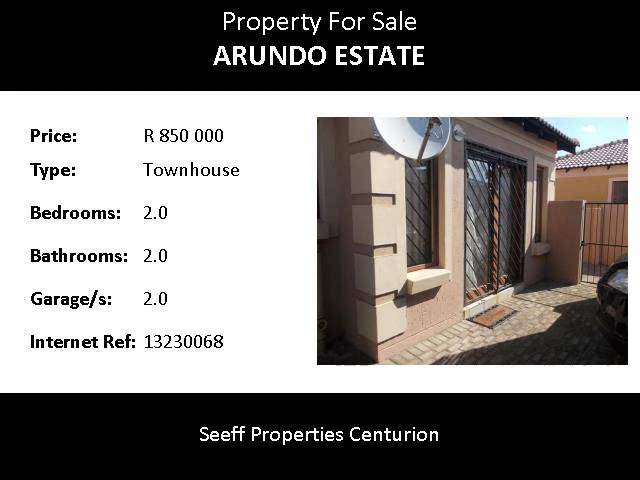 Property For Sale
ARUNDO ESTATE
Price: R 850 000
Type: Townhouse
Bedrooms: 2.0
Bathrooms: 2.0
Garage/s: 2.0
Internet Ref: 13230068
Seeff Properties Centurion